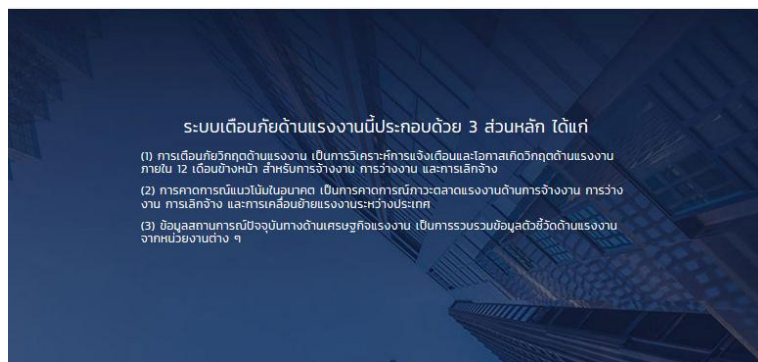 ระบบเตือนภัยด้านแรงงานนี้ประกอบด้วย 3 ส่วนหลัก ได้แก่
(1) การเตือนภัยวิกฤตด้านแรงงาน เป็นการวิเคราะห์การแจ้งเตือนและโอกาสเกิดวิกฤตด้านแรงงาน
ภายใน 12 เดือนข้างหน้า สำหรับการจ้างงาน การว่างงาน และการเลิกจ้าง
(2) การคาดการณ์แนวโน้มในอนาคต เป็นการคาดการณ์ภาวะตลาดแรงงานด้านการจ้างงาน การว่าง
งาน การเลิกจ้าง และการเคลื่อนย้ายแรงงานระหว่างประเทศ
(3) ข้อมูลสถานการณ์ปัจจุบันทางด้านเศรษฐกิจแรงงาน เป็นการรวบรวมข้อมูลตัวชี้วัดด้านแรงงาน
จากหน่วยงานต่าง ๆ